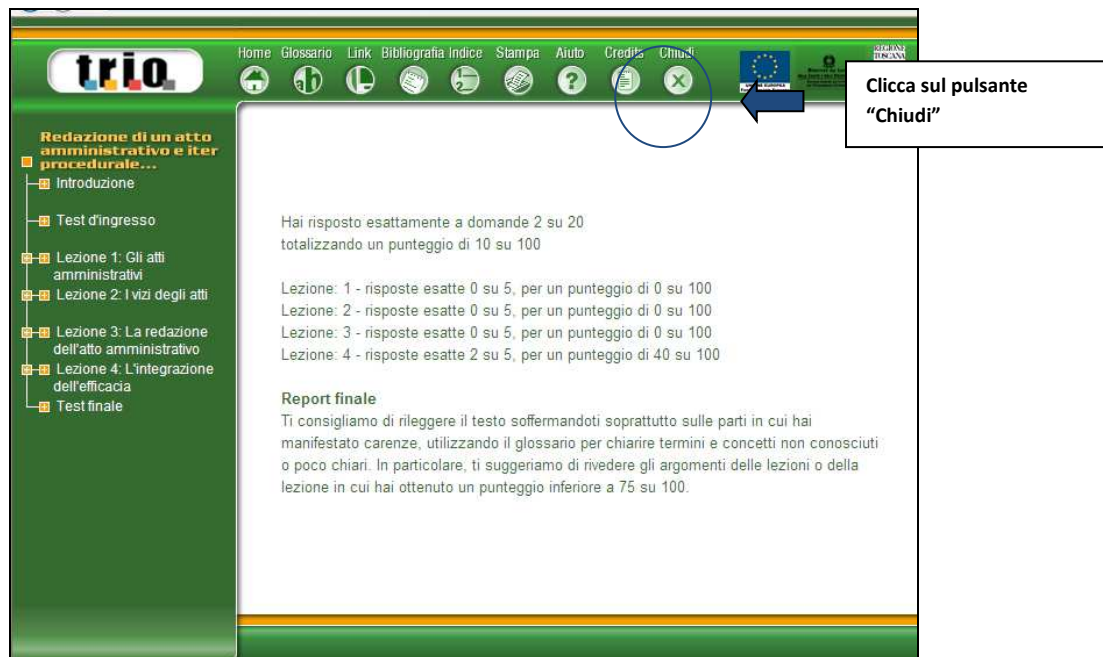 Home Glossario Link Bibliografia Indice Stampa Aiuto Credits Chiudi
trio
REGIONE
TOSCANA
UNIONE EUROPEA
Clicca sul pulsante
“Chiudi”
Redazione di un atto
amministrativo e iter
procedurale...
Introduzione
Test d'ingresso
Lezione 1: Gli atti
amministrativi
Lezione 2: I vizi degli atti
Lezione 3: La redazione
dell'atto amministrativo
Lezione 4: L'integrazione
dell'efficacia
Test finale
Hai risposto esattamente a domande 2 su 20
totalizzando un punteggio di 10 su 100
Lezione: 1 - risposte esatte 0 su 5, per un punteggio di 0 su 100
Lezione: 2 - risposte esatte 0 su 5, per un punteggio di 0 su 100
Lezione: 3 - risposte esatte 0 su 5, per un punteggio di 0 su 100
Lezione: 4 - risposte esatte 2 su 5, per un punteggio di 40 su 100
Report finale
Ti consigliamo di rileggere il testo soffermandoti soprattutto sulle parti in cui hai
manifestato carenze, utilizzando il glossario per chiarire termini e concetti non conosciuti
o poco chiari. In particolare, ti suggeriamo di rivedere gli argomenti delle lezioni o della
lezione in cui hai ottenuto un punteggio inferiore a 75 su 100.